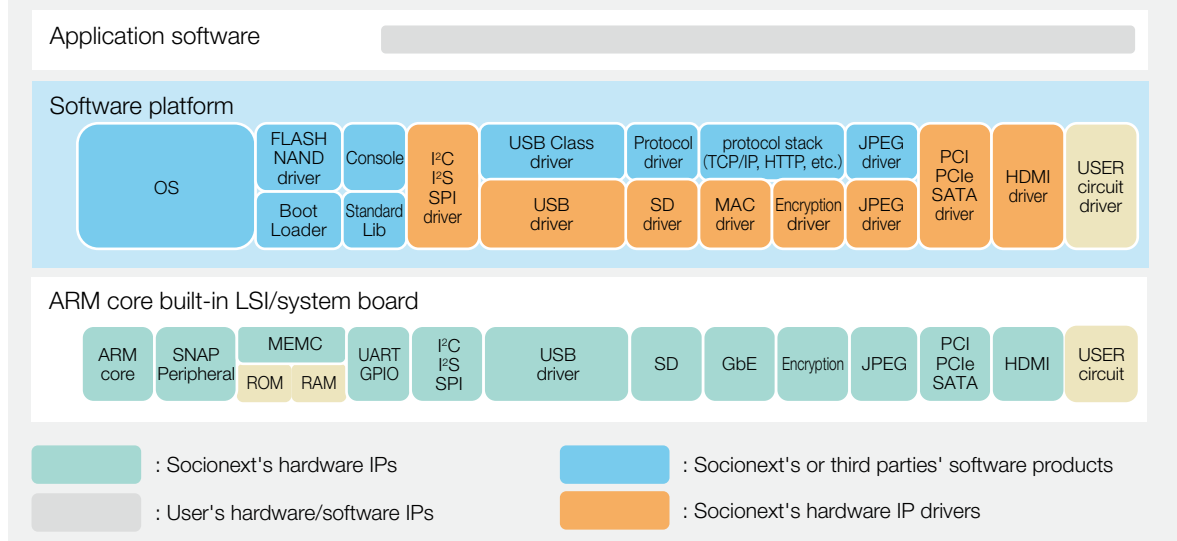 Application software
Software platform
OS
FLASH
NAND
driver
Boot
Loader
Console
Standard
Lib
I²C
I²S
SPI
driver
USB Class
driver
USB
driver
Protocol
driver
SD
driver
protocol stack
(TCP/IP, HTTP, etc.)
MAC
driver
Encryption
driver
JPEG
driver
JPEG
driver
PCI
PCIe
SATA
driver
HDMI
driver
USER
circuit
driver
ARM core built-in LSI/system board
ARM
core
SNAP
Peripheral
MEMC
ROM
RAM
UART
GPIO
I²C
I²S
SPI
USB
driver
SD
GbE
Encryption
JPEG
PCI
PCIe
SATA
HDMI
USER
circuit
: Socionext's hardware IPs
: Socionext's or third parties' software products
: User's hardware/software IPs
: Socionext's hardware IP drivers